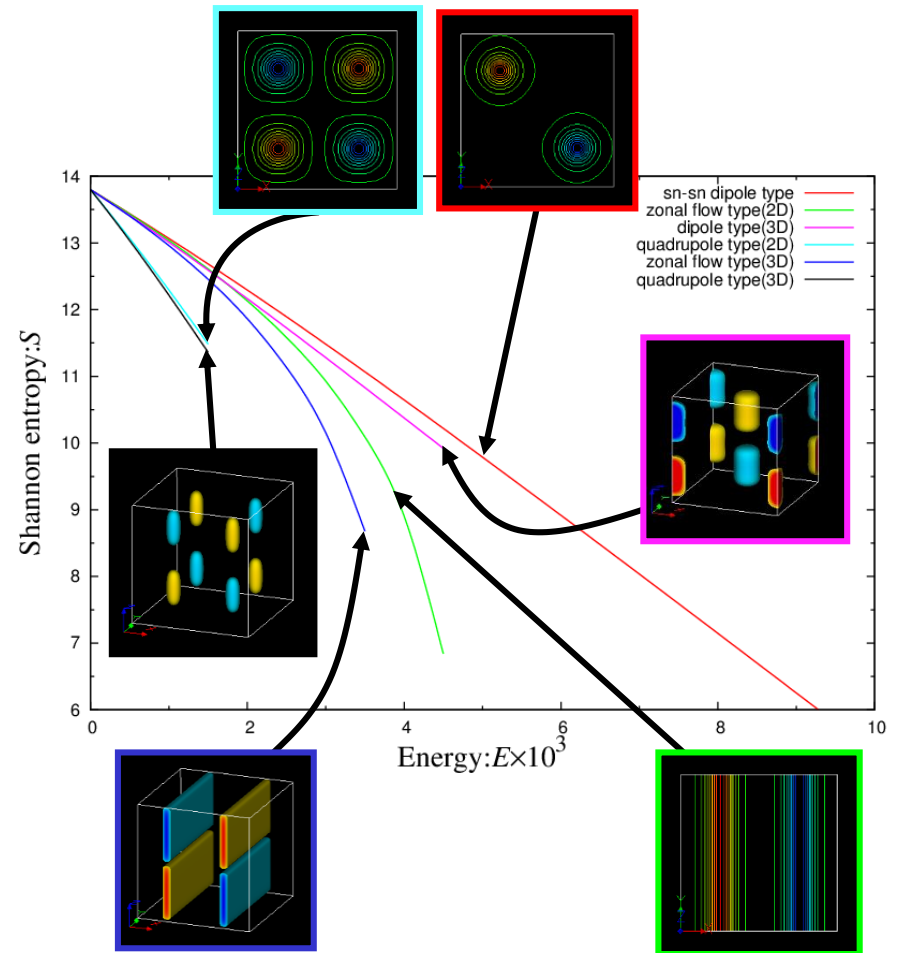 14
13
12
11
10
9
8
7
6
Shannon entropy:S
sn-sn dipole type
zonal flow type(2D)
dipole type(3D)
quadrupole type(2D)
zonal flow type(3D)
quadrupole type(3D)
0 2 4 6 8 10
Energy:E×10³